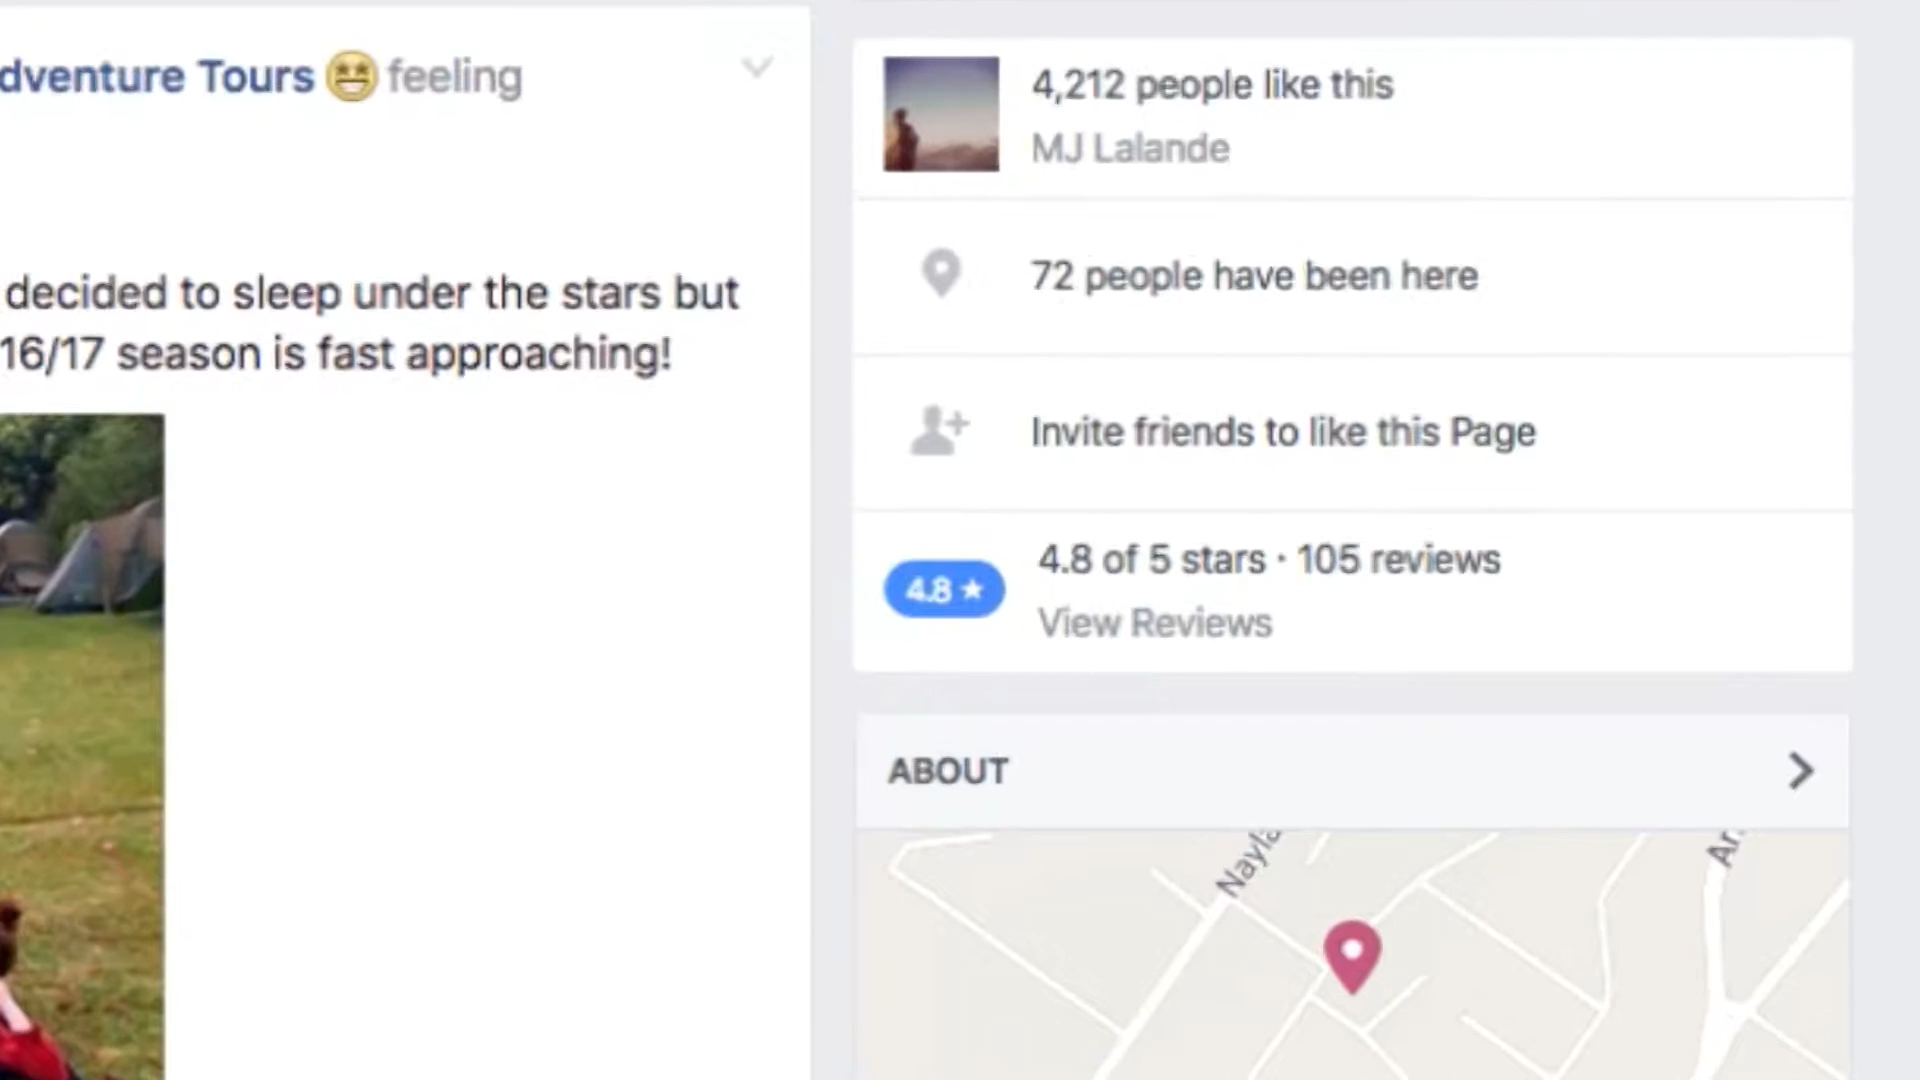 dventure Tours feeling
decided to sleep under the stars but
16/17 season is fast approaching!
4,212 people like this
MJ Lalande
72 people have been here
Invite friends to like this Page
4.8 of 5 stars · 105 reviews
4.8 ★
View Reviews
ABOUT
Nayla
Ar